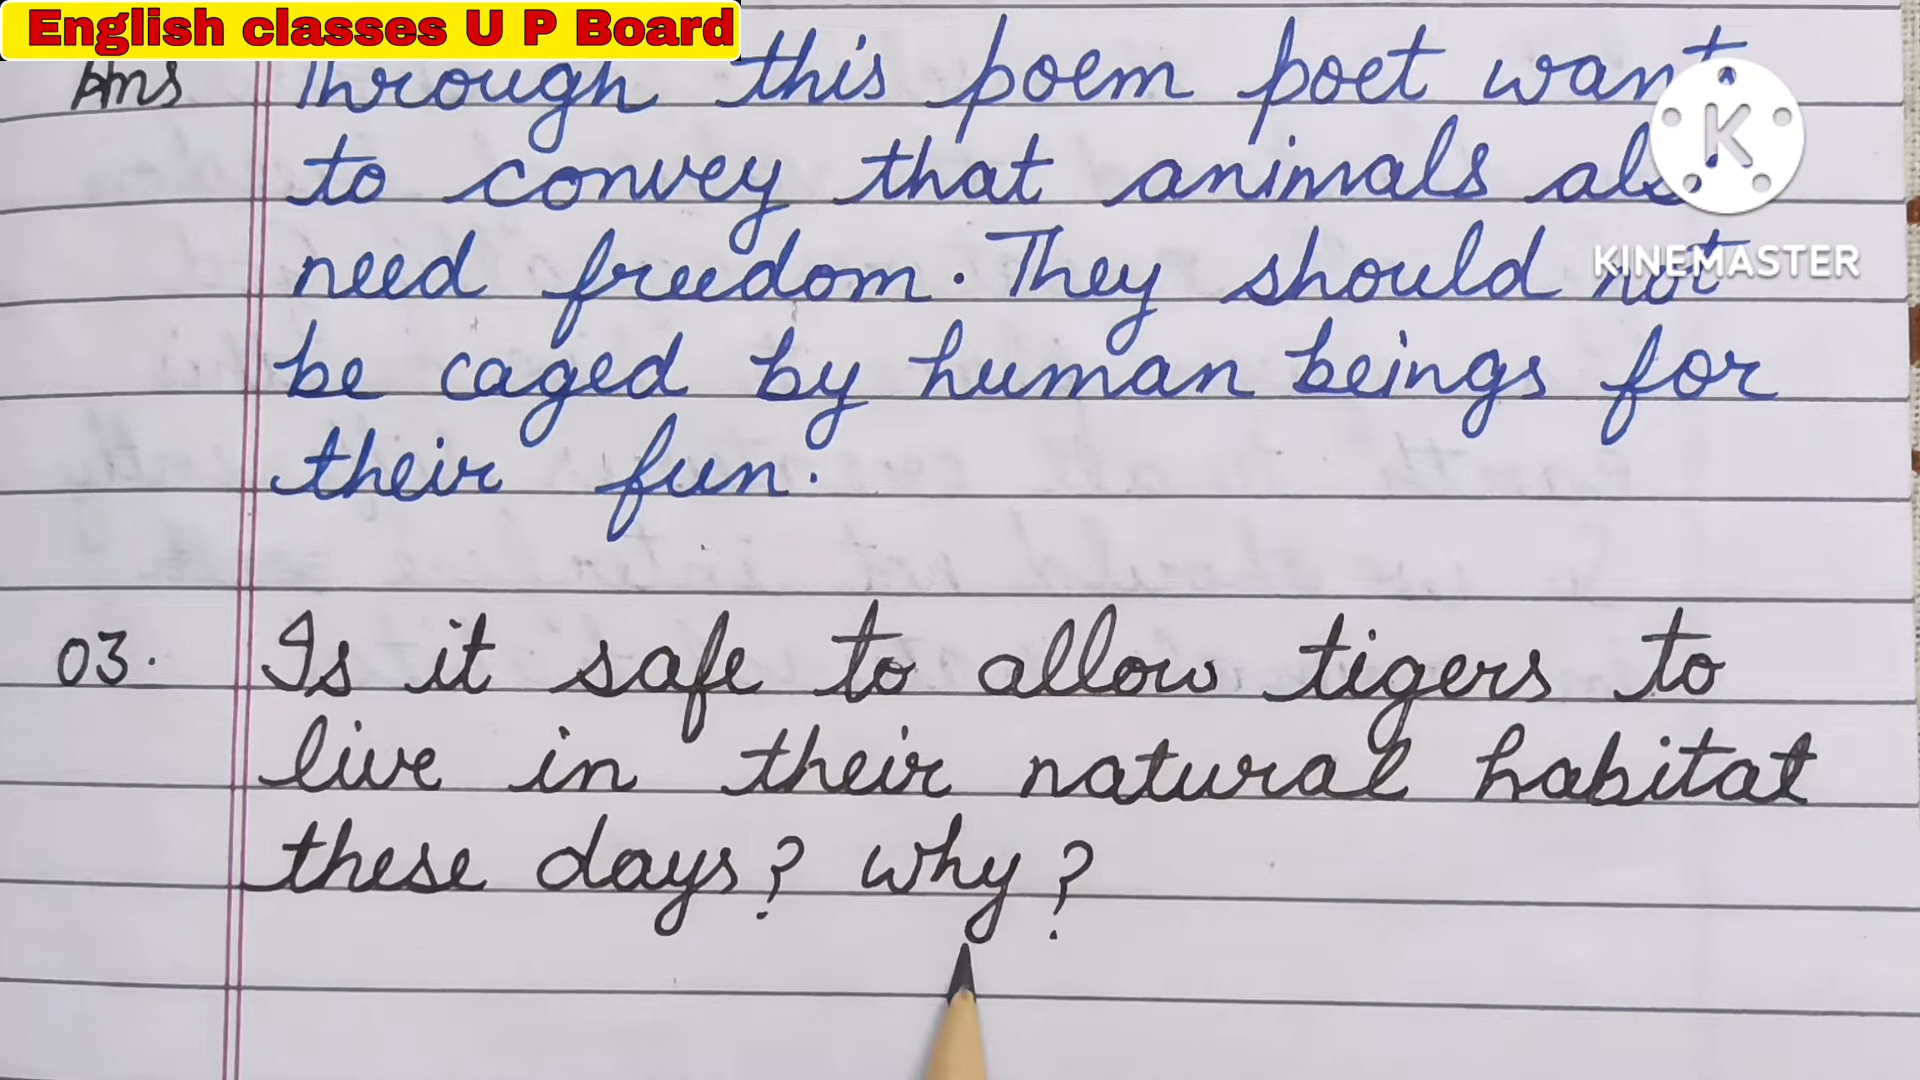 English classes U P Board
Ans Through this poem poet want
to convey that animals also
need freedom. They should not
be caged by human beings for
their fun.
03. Is it safe to allow tigers to
live in their natural habitat
these days? why?
K
KINEMASTER